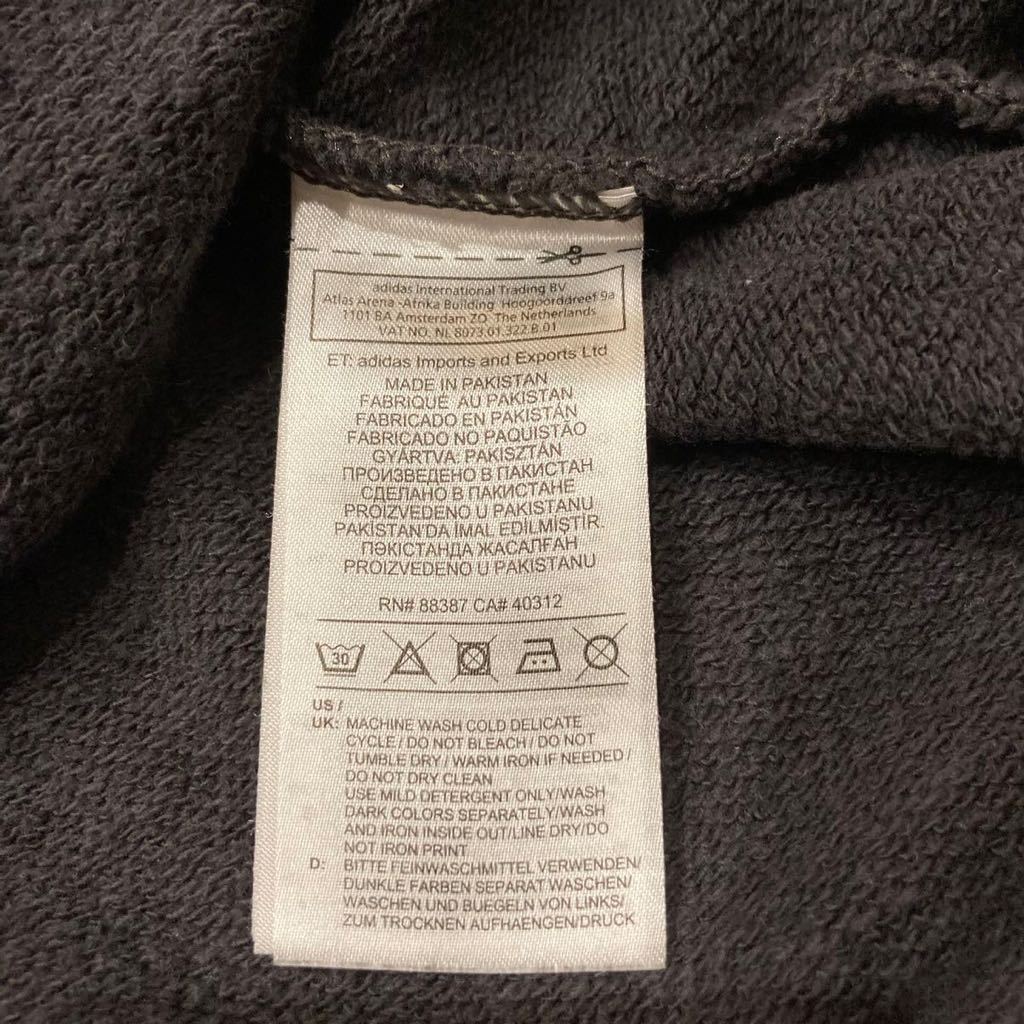 adidas International Trading BV
Atlas Arena -Afrika Building Hoogoorddreef 9a
1101 BA Amsterdam ZO The Netherlands
VAT NO. NL 8073.01.322.B.01
ET: adidas Imports and Exports Ltd
MADE IN PAKISTAN
FABRIQUÉ AU PAKISTAN
FABRICADO EN PAKISTÁN
FABRICADO NO PAQUISTÃO
GYÁRTVA: PAKISZTÁN
ПРОИЗВЕДЕНО В ПАКИСТАН
СДЕЛАНО В ПАКИСТАНЕ
PROIZVEDENO U PAKISTANU
PAKİSTAN'DA İMAL EDİLMİŞTİR.
ПӘКІСТАНДА ЖАСАЛҒАН
PROIZVEDENO U PAKISTANU
RN# 88387 CA# 40312
30
US /
UK: MACHINE WASH COLD DELICATE
CYCLE / DO NOT BLEACH / DO NOT
TUMBLE DRY / WARM IRON IF NEEDED /
DO NOT DRY CLEAN
USE MILD DETERGENT ONLY/WASH
DARK COLORS SEPARATELY/WASH
AND IRON INSIDE OUT/LINE DRY/DO
NOT IRON PRINT
D: BITTE FEINWASCHMITTEL VERWENDEN/
DUNKLE FARBEN SEPARAT WASCHEN/
WASCHEN UND BUEGELN VON LINKS/
ZUM TROCKNEN AUFHAENGEN/DRUCK